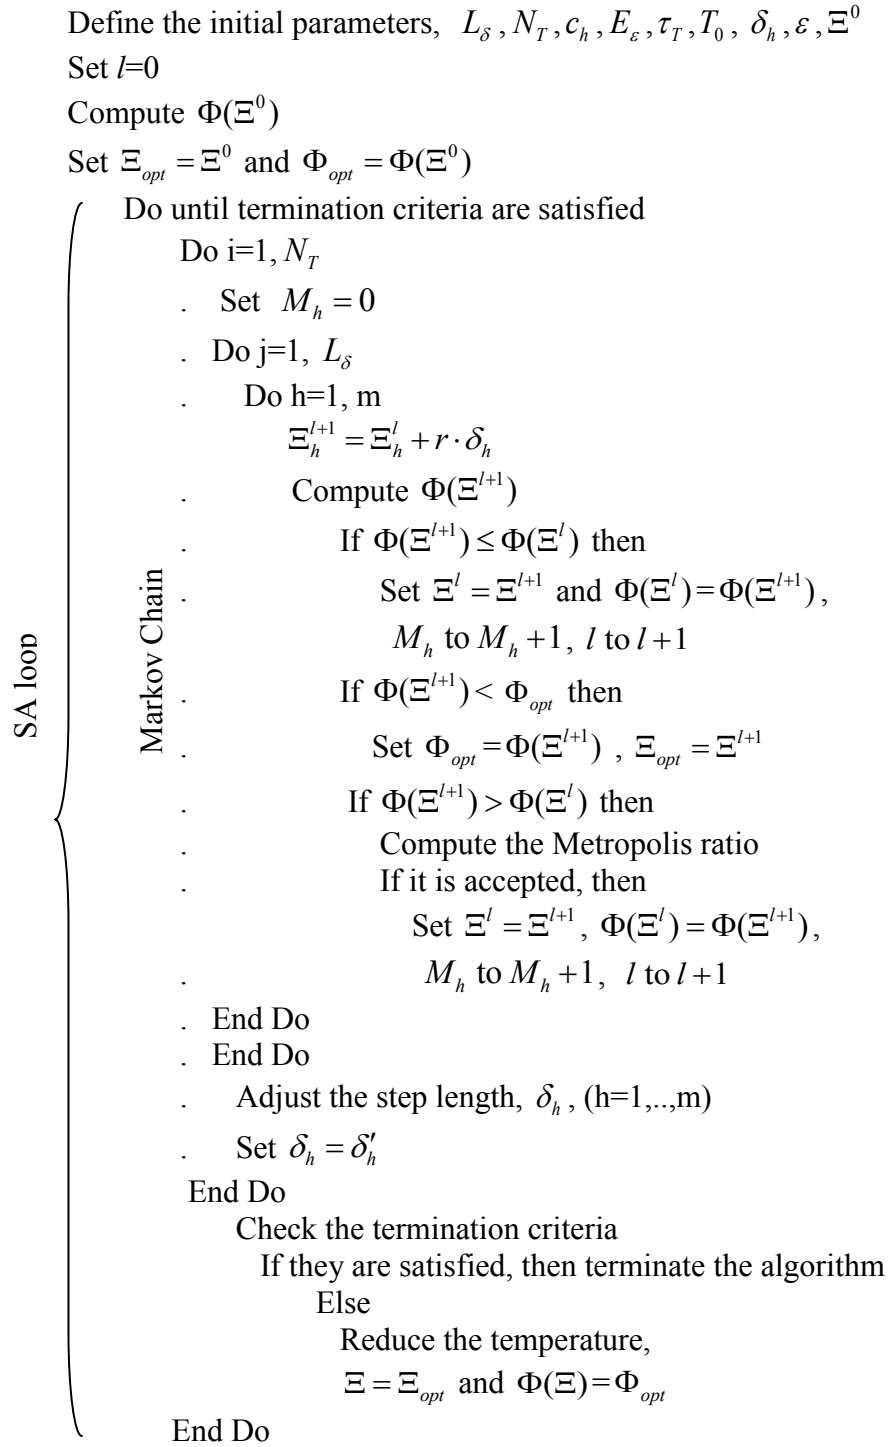 Define the initial parameters, L_δ , N_T , c_h , E_ε , τ_T , T_0 , δ_h , ε , Ξ^0
Set l=0
Compute Φ(Ξ^0)
Set Ξ_opt = Ξ^0 and Φ_opt = Φ(Ξ^0)
Do until termination criteria are satisfied
Do i=1, N_T
. Set M_h = 0
. Do j=1, L_δ
. Do h=1, m
Ξ_h^{l+1} = Ξ_h^l + r · δ_h
. Compute Φ(Ξ^{l+1})
. If Φ(Ξ^{l+1}) ≤ Φ(Ξ^l) then
. Set Ξ^l = Ξ^{l+1} and Φ(Ξ^l) = Φ(Ξ^{l+1}) ,
M_h to M_h +1, l to l +1
. If Φ(Ξ^{l+1}) < Φ_opt then
. Set Φ_opt = Φ(Ξ^{l+1}) , Ξ_opt = Ξ^{l+1}
. If Φ(Ξ^{l+1}) > Φ(Ξ^l) then
. Compute the Metropolis ratio
. If it is accepted, then
Set Ξ^l = Ξ^{l+1} , Φ(Ξ^l) = Φ(Ξ^{l+1}) ,
. M_h to M_h +1, l to l +1
. End Do
. End Do
. Adjust the step length, δ_h , (h=1,..,m)
. Set δ_h = δ′_h
End Do
Check the termination criteria
If they are satisfied, then terminate the algorithm
Else
Reduce the temperature,
Ξ = Ξ_opt and Φ(Ξ) = Φ_opt
End Do
SA loop
Markov Chain